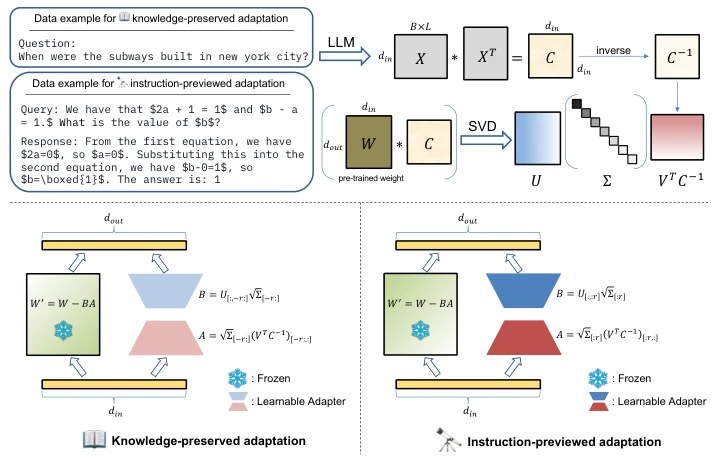 Data example for knowledge-preserved adaptation
Question:
When were the subways built in new york city?
Data example for instruction-previewed adaptation
Query: We have that $2a + 1 = 1$ and $b - a
= 1.$ What is the value of $b$?
Response: From the first equation, we have
$2a=0$, so $a=0$. Substituting this into the
second equation, we have $b-0=1$, so
$b=\boxed{1}$. The answer is: 1
LLM
B×L
d_in
X
*
X^T
=
d_in
C
d_in
inverse
C^{-1}
d_in
d_out
W
*
C
pre-trained weight
SVD
U
Σ
V^T C^{-1}
d_out
W' = W − BA
B = U_{[:,−r:]}√Σ_{[−r:]}
A = √Σ_{[−r:]}(V^T C^{-1})_{[−r:,:]}
d_in
: Frozen
: Learnable Adapter
Knowledge-preserved adaptation
d_out
W' = W − BA
B = U_{[:,:r]}√Σ_{[:r]}
A = √Σ_{[:r]}(V^T C^{-1})_{[:r,:]}
d_in
: Frozen
: Learnable Adapter
Instruction-previewed adaptation